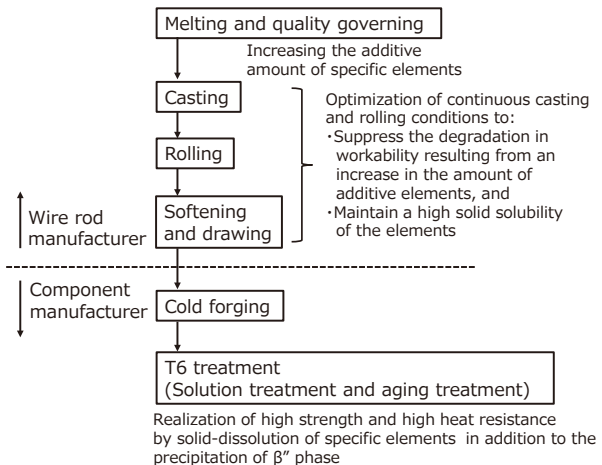 Melting and quality governing
Increasing the additive
amount of specific elements
Casting
Optimization of continuous casting
and rolling conditions to:
・Suppress the degradation in
workability resulting from an
increase in the amount of
additive elements, and
・Maintain a high solid solubility
of the elements
Rolling
Softening
and drawing
Wire rod
manufacturer
Component
manufacturer
Cold forging
T6 treatment
(Solution treatment and aging treatment)
Realization of high strength and high heat resistance
by solid-dissolution of specific elements in addition to the
precipitation of β” phase